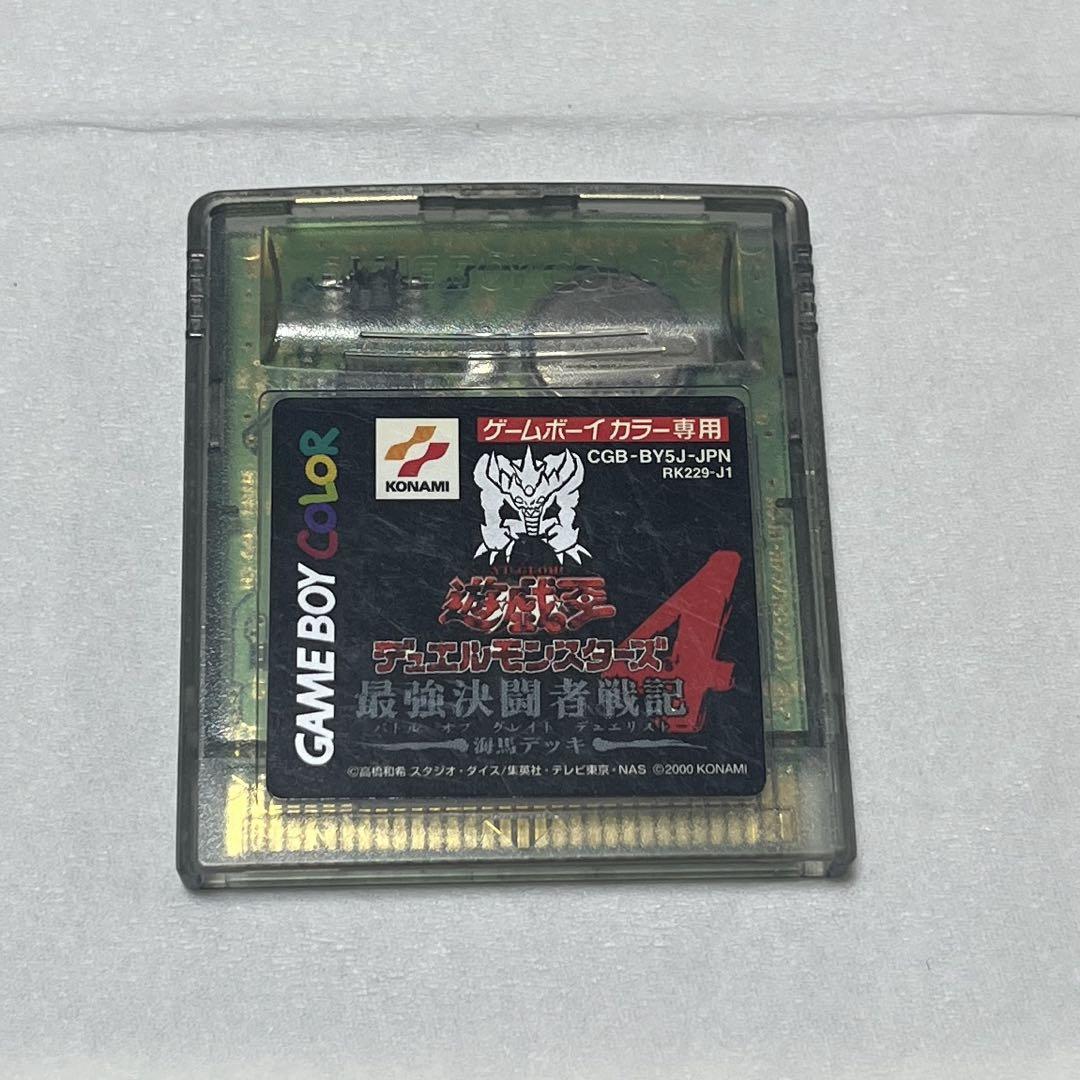 GAME BOY COLOR
KONAMI
ゲームボーイカラー専用
CGB-BY5J-JPN
RK229-J1
YU-GI-OH!
遊戯王
デュエルモンスターズ4
最強決闘者戦記
バトル オブ グレイト デュエリスト
海馬デッキ
©高橋和希 スタジオ・ダイス/集英社・テレビ東京・NAS ©2000 KONAMI